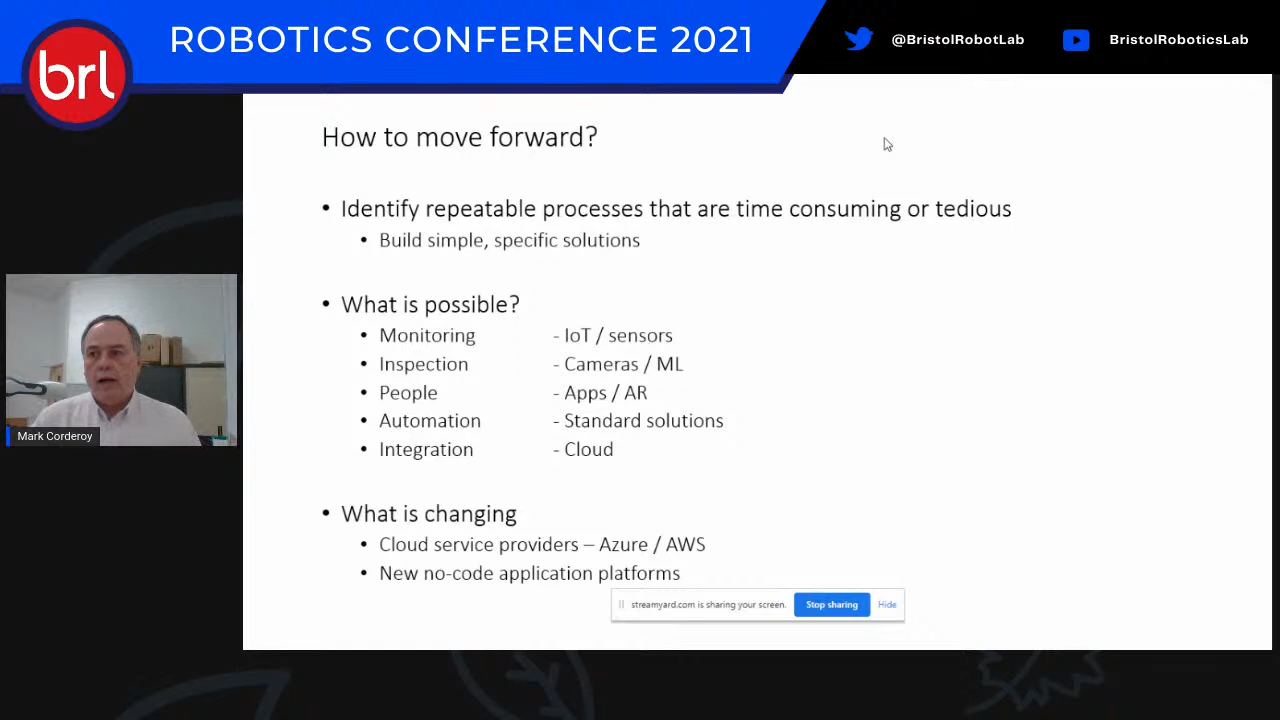 brl
ROBOTICS CONFERENCE 2021
@BristolRobotLab
BristolRoboticsLab
How to move forward?
• Identify repeatable processes that are time consuming or tedious
• Build simple, specific solutions
• What is possible?
• Monitoring - IoT / sensors
• Inspection - Cameras / ML
• People - Apps / AR
• Automation - Standard solutions
• Integration - Cloud
• What is changing
• Cloud service providers – Azure / AWS
• New no-code application platforms
streamyard.com is sharing your screen. Stop sharing Hide
Mark Corderoy